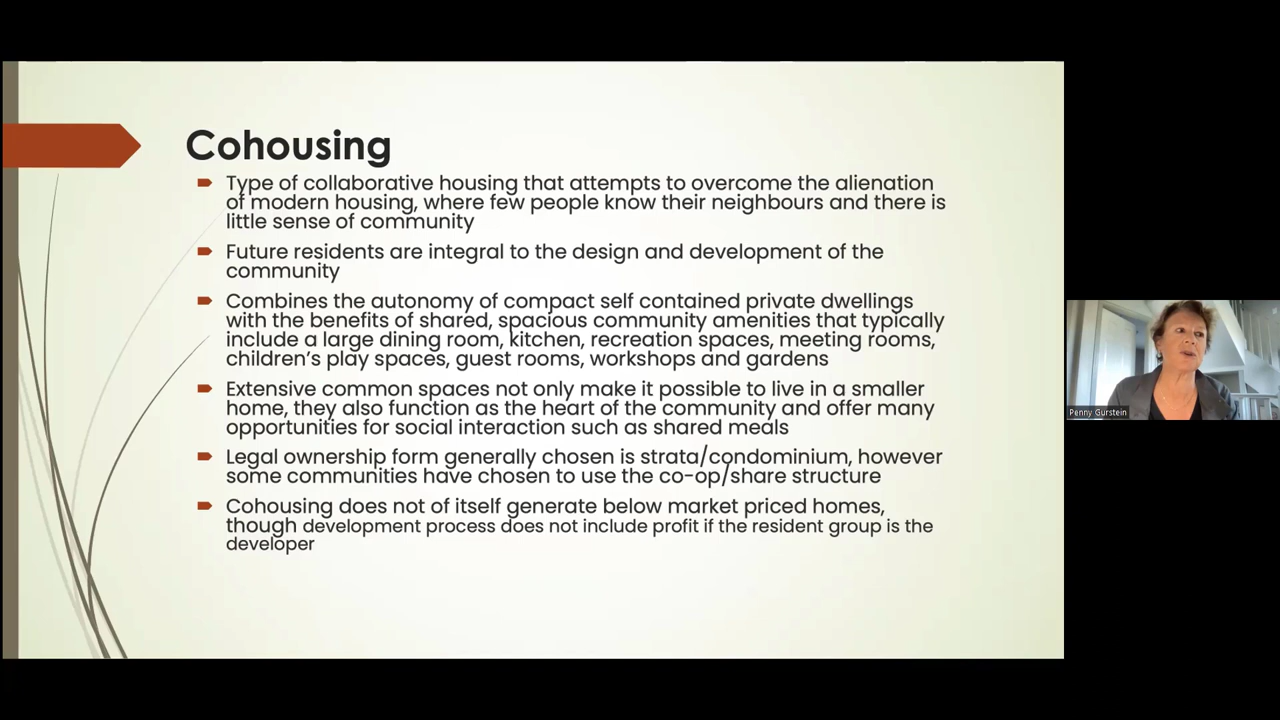 Cohousing
Type of collaborative housing that attempts to overcome the alienation
of modern housing, where few people know their neighbours and there is
little sense of community
Future residents are integral to the design and development of the
community
Combines the autonomy of compact self contained private dwellings
with the benefits of shared, spacious community amenities that typically
include a large dining room, kitchen, recreation spaces, meeting rooms,
children’s play spaces, guest rooms, workshops and gardens
Extensive common spaces not only make it possible to live in a smaller
home, they also function as the heart of the community and offer many
opportunities for social interaction such as shared meals
Legal ownership form generally chosen is strata/condominium, however
some communities have chosen to use the co-op/share structure
Cohousing does not of itself generate below market priced homes,
though development process does not include profit if the resident group is the
developer
Penny Gurstein